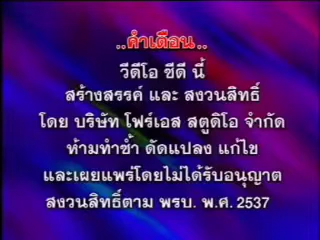 ..คำเตือน..
วีดีโอ ซีดี นี้
สร้างสรรค์ และ สงวนสิทธิ์
โดย บริษัท โฟร์เอส สตูดิโอ จำกัด
ห้ามทำซ้ำ ดัดแปลง แก้ไข
และเผยแพร่โดยไม่ได้รับอนุญาต
สงวนสิทธิ์ตาม พรบ. พ.ศ. 2537